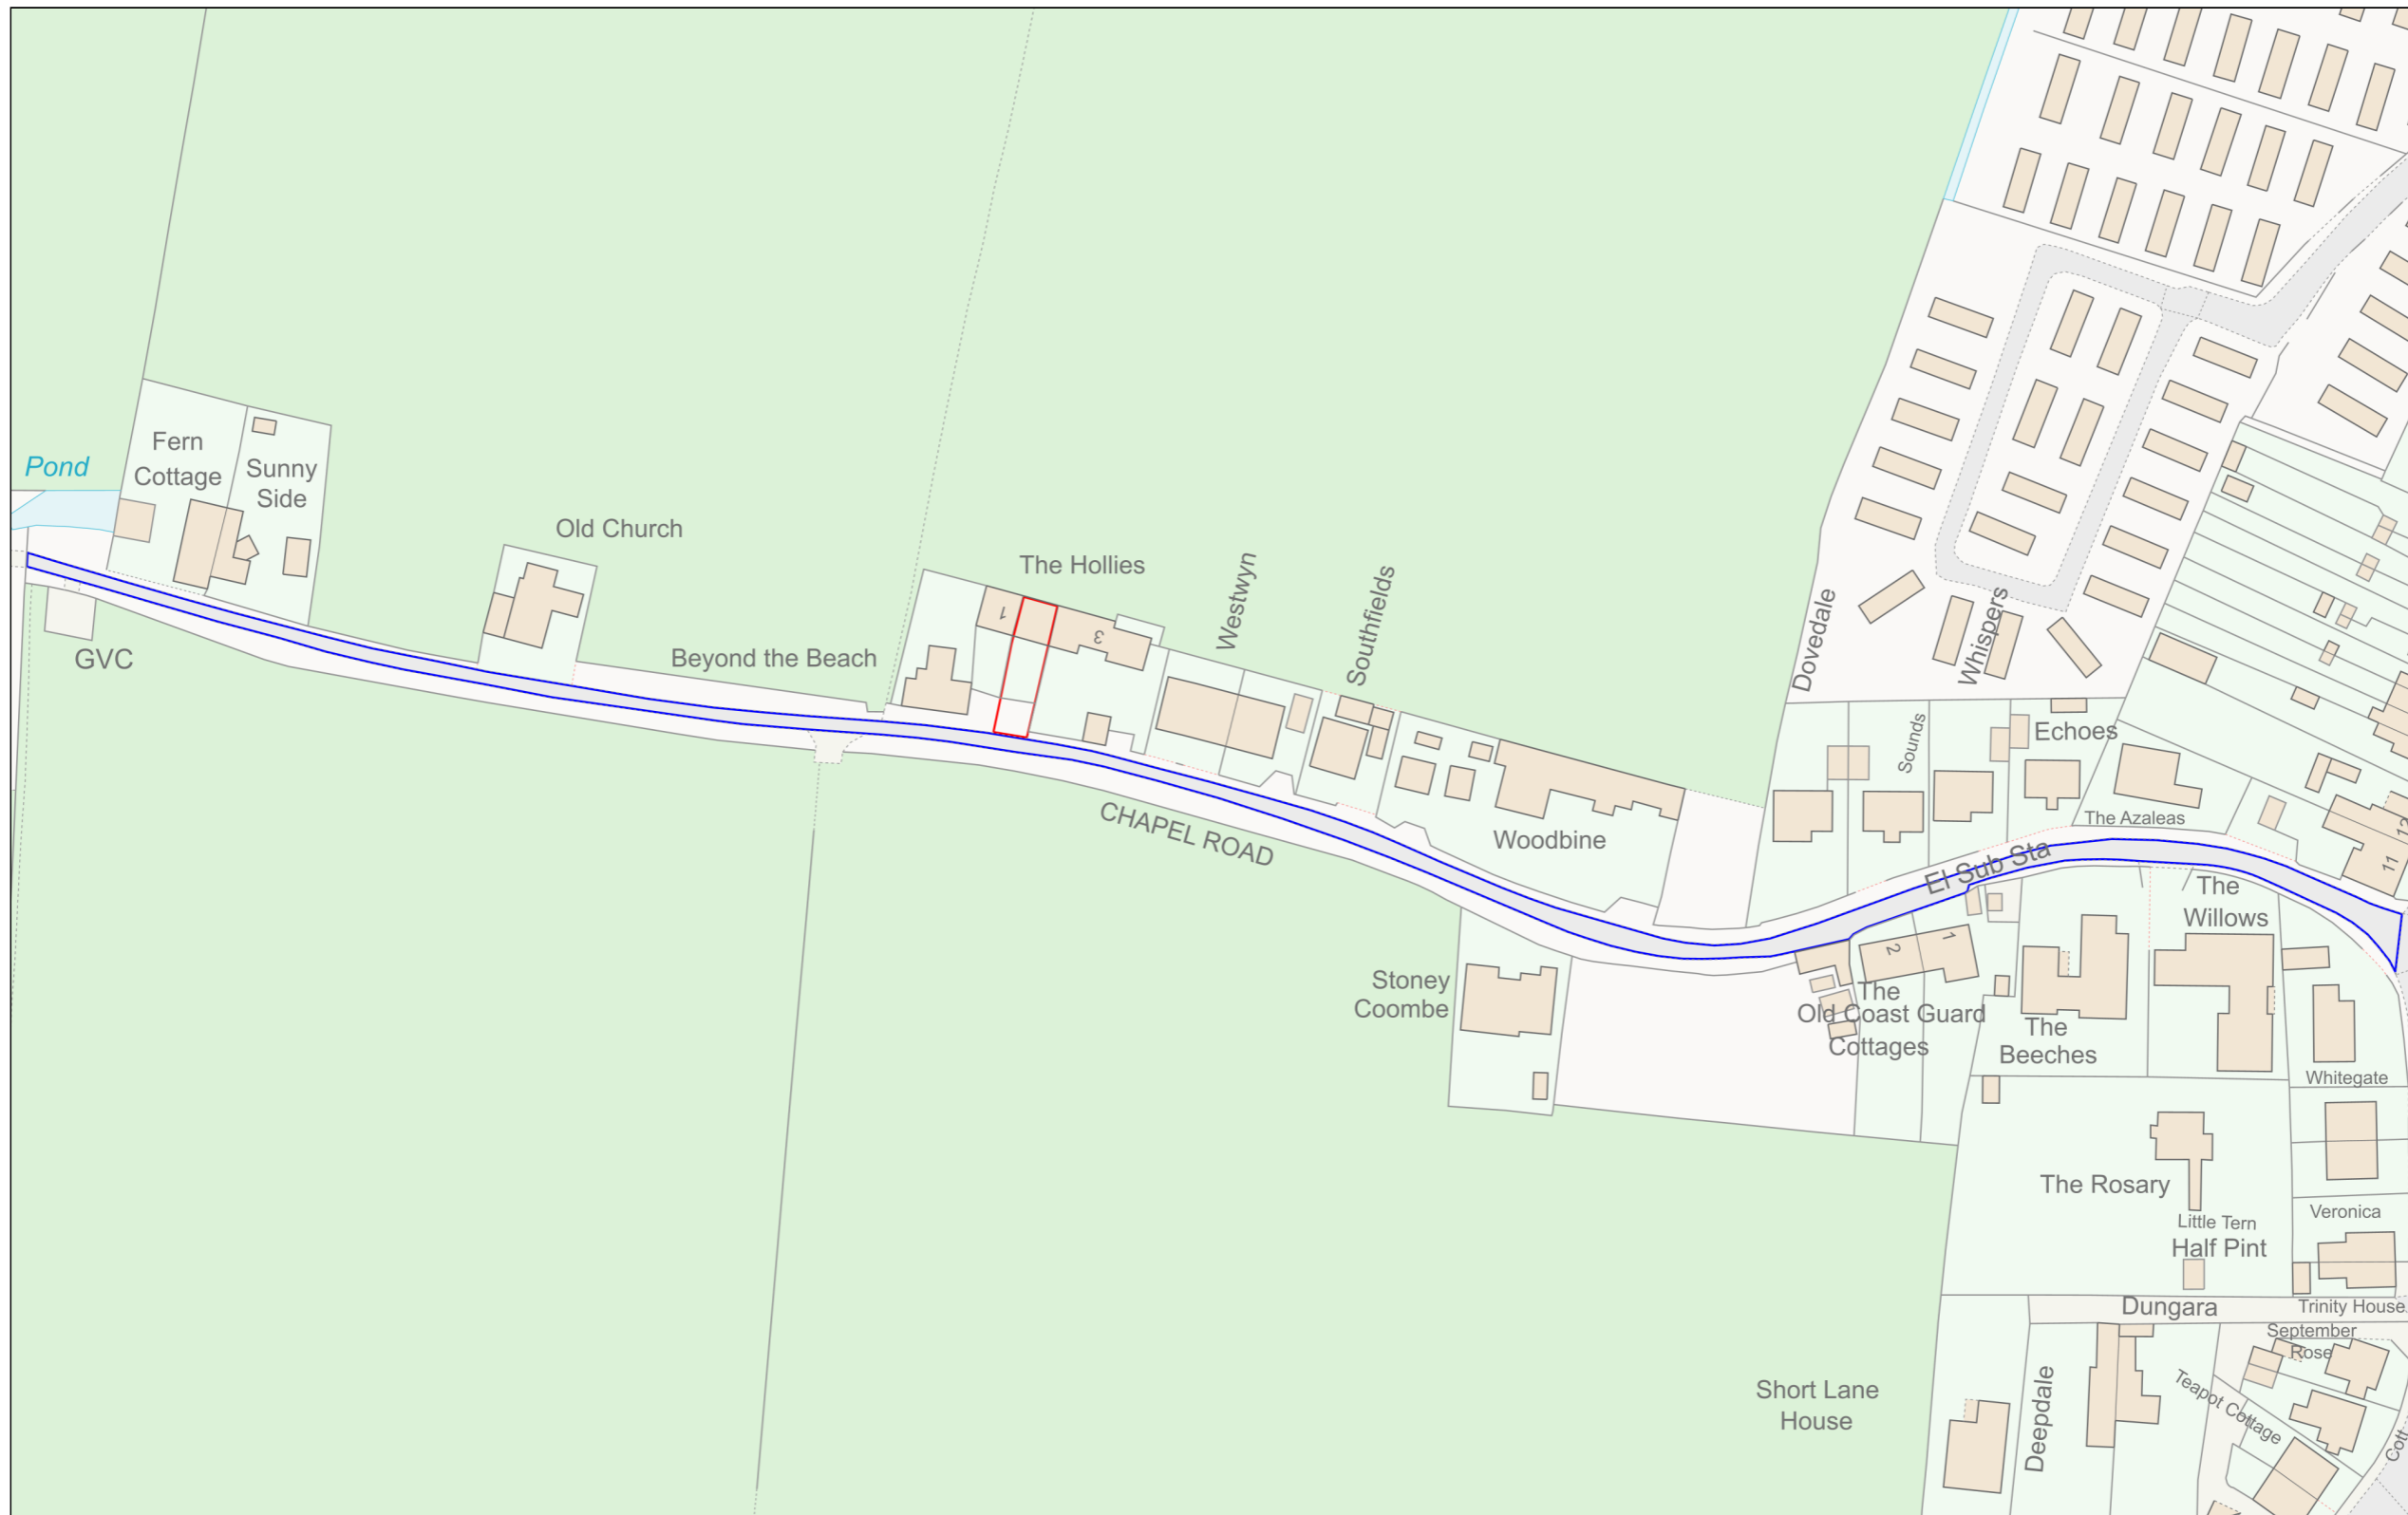 Fern
Cottage
Pond
Sunny
Side
GVC
Old Church
Beyond the Beach
The Hollies
1
3
Westwyn
Southfields
CHAPEL ROAD
Woodbine
Dovedale
Whispers
Sounds
Echoes
The Azaleas
El Sub Sta
12
11
The
Willows
Stoney
Coombe
2
1
The
Old Coast Guard
Cottages
The
Beeches
Whitegate
The Rosary
Veronica
Little Tern
Half Pint
Dungara
Trinity House
September
Rose
Teapot Cottage
Short Lane
House
Deepdale
Cott